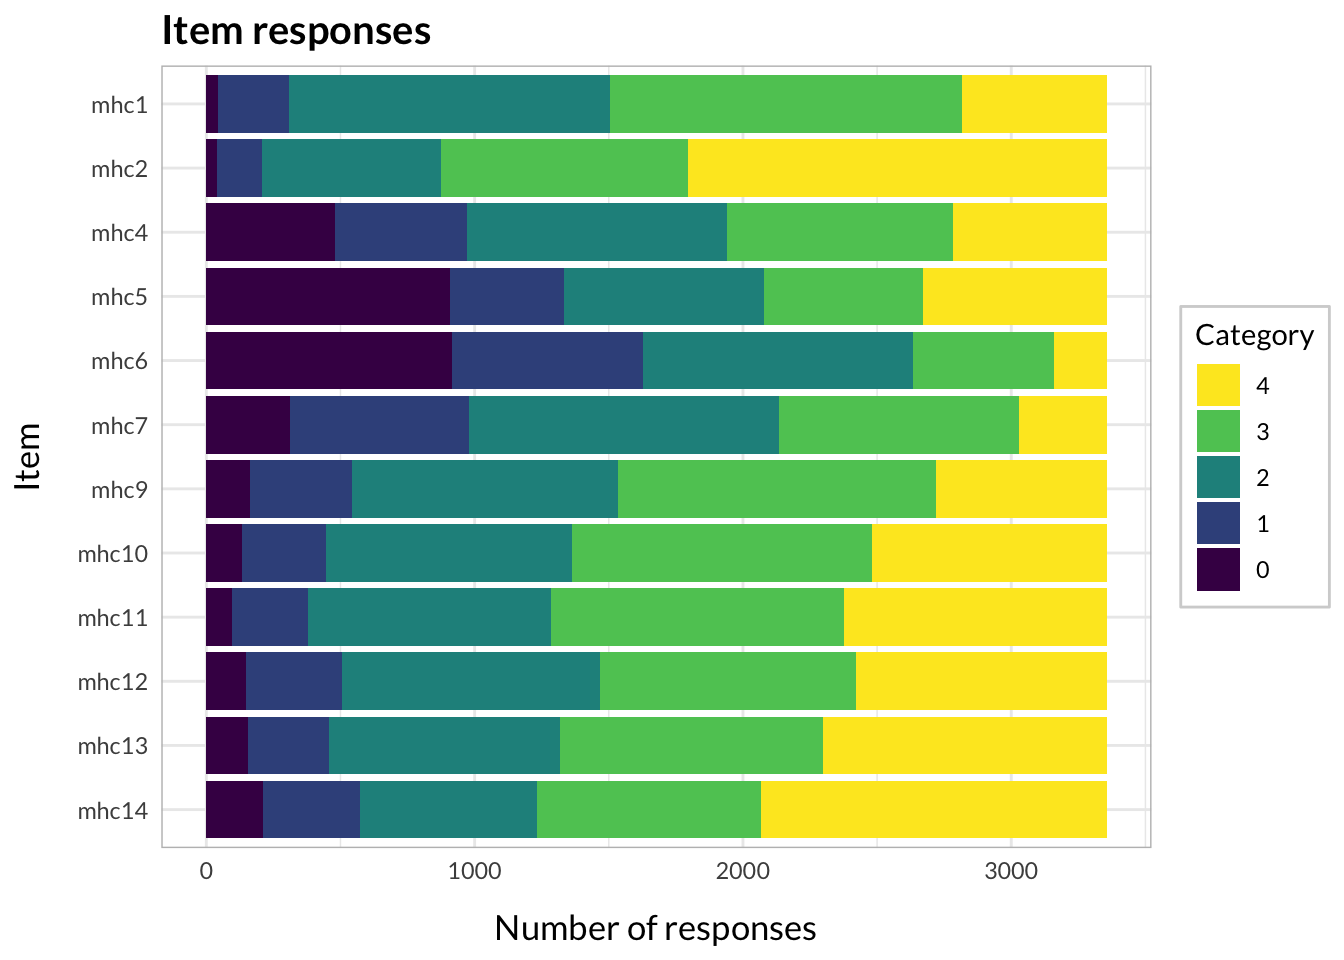 Item responses
mhc1
mhc2
mhc4
mhc5
mhc6
mhc7
mhc9
mhc10
mhc11
mhc12
mhc13
mhc14
Item
0 1000 2000 3000
Number of responses
Category
4
3
2
1
0